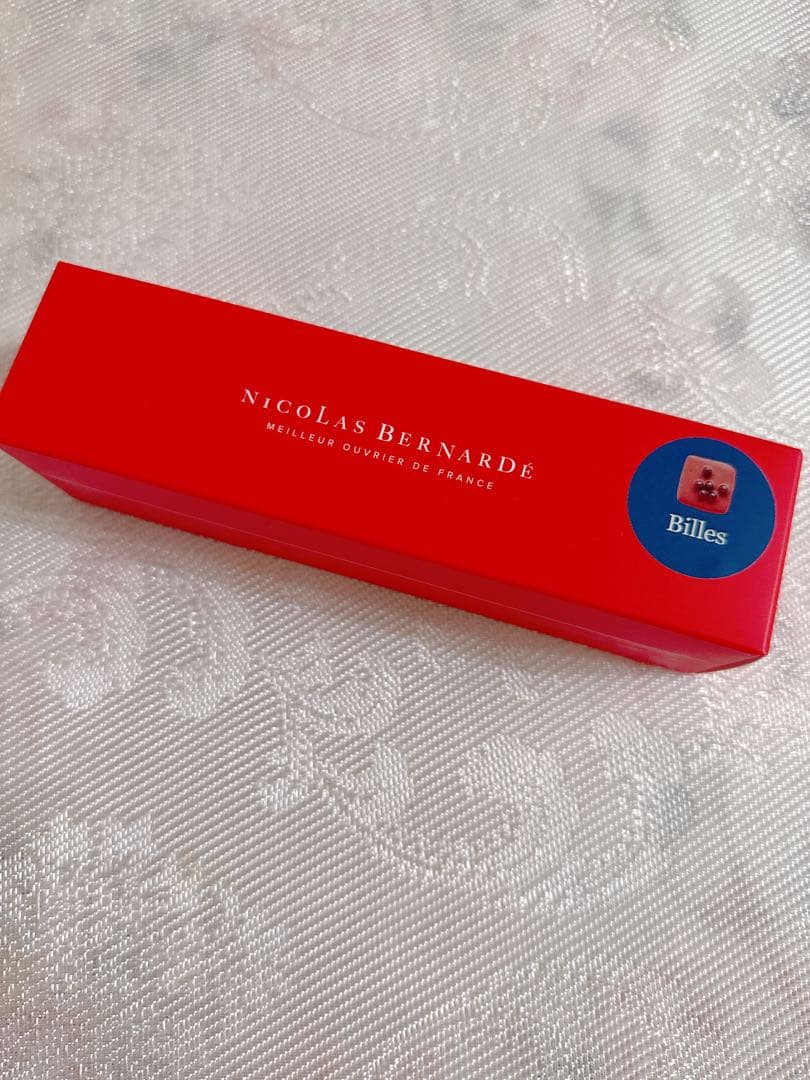 NICOLAS BERNARDÉ
MEILLEUR OUVRIER DE FRANCE
Billes